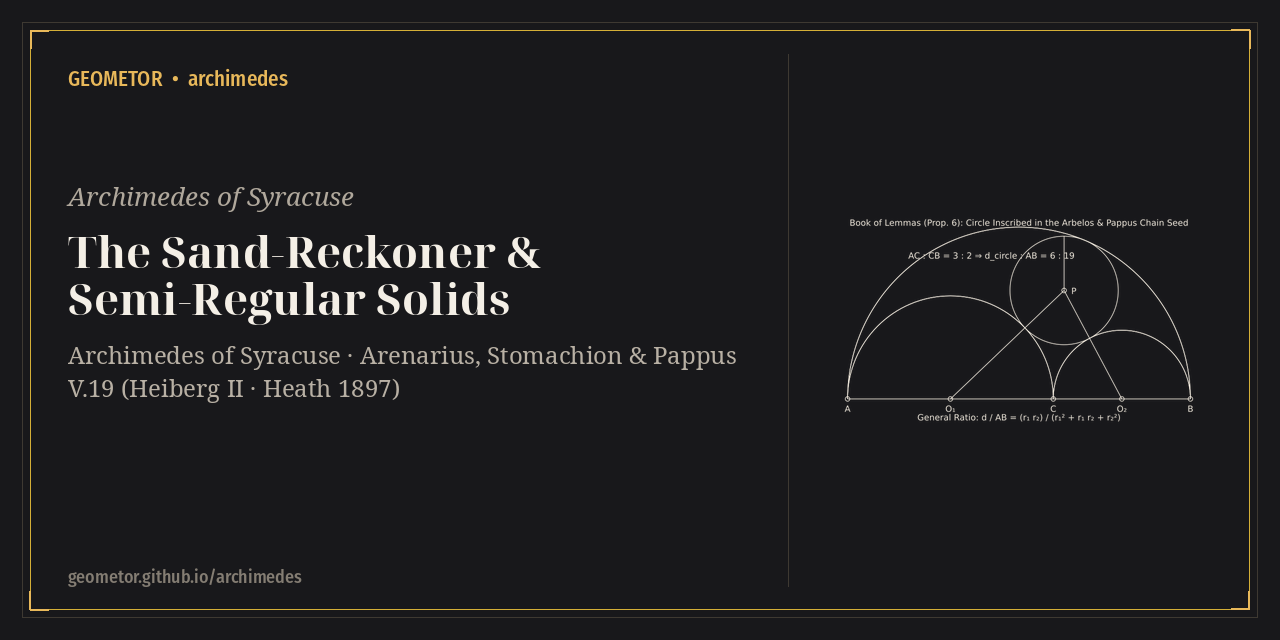 GEOMETOR • archimedes
Archimedes of Syracuse
The Sand-Reckoner &
Semi-Regular Solids
Archimedes of Syracuse · Arenarius, Stomachion & Pappus
V.19 (Heiberg II · Heath 1897)
geometor.github.io/archimedes
Book of Lemmas (Prop. 6): Circle Inscribed in the Arbelos & Pappus Chain Seed
AC : CB = 3 : 2 ⇒ d_circle : AB = 6 : 19
P
A O₁ C O₂ B
General Ratio: d / AB = (r₁ r₂) / (r₁² + r₁ r₂ + r₂²)